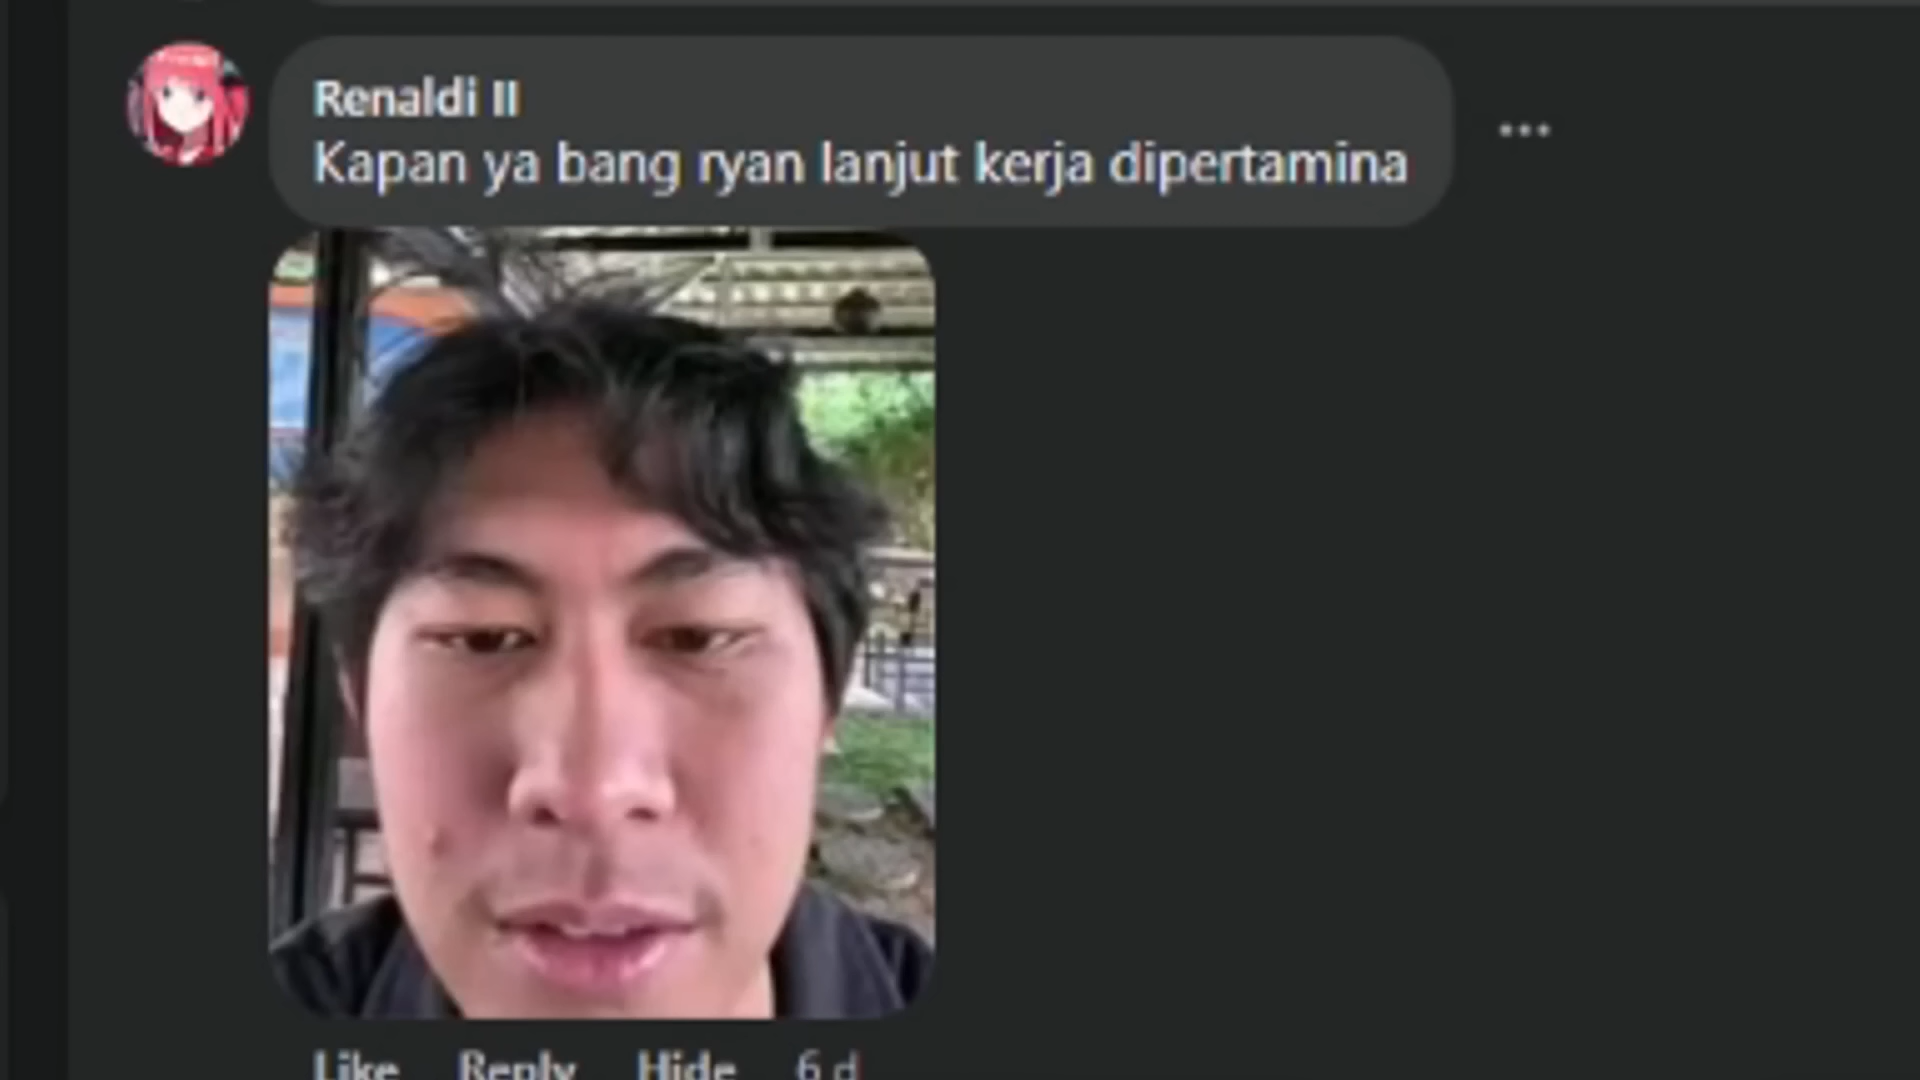 Renaldi II
Kapan ya bang ryan lanjut kerja dipertamina
Like Reply Hide 6 d